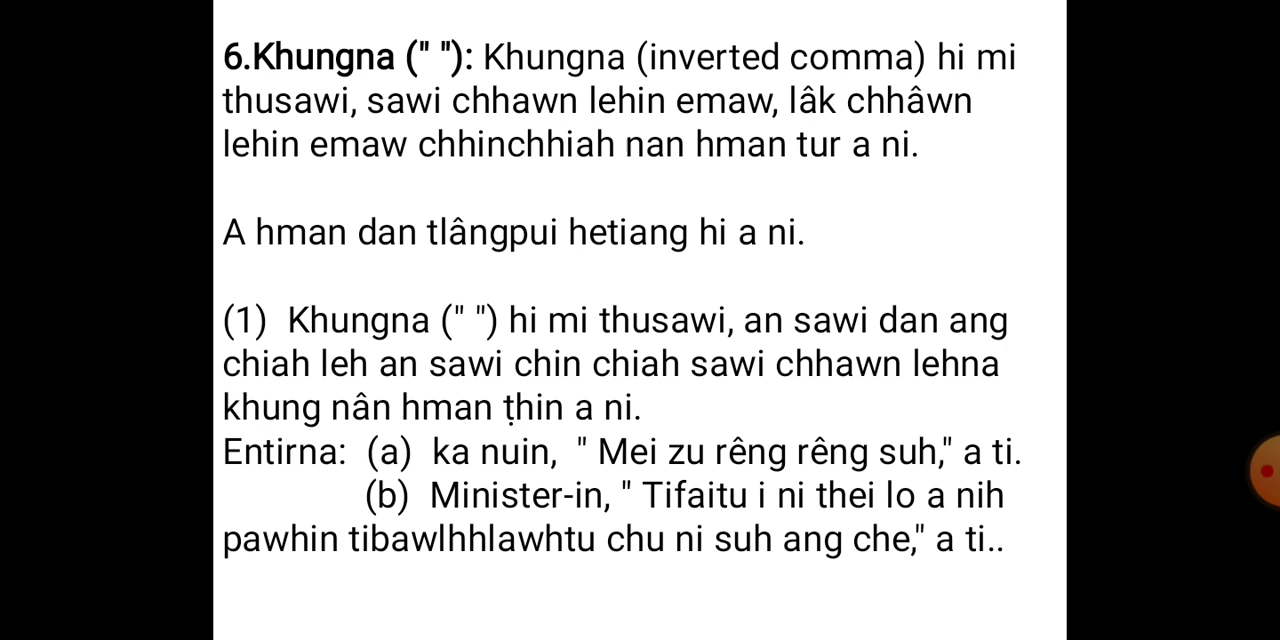 6.Khungna (" "): Khungna (inverted comma) hi mi
thusawi, sawi chhawn lehin emaw, lâk chhâwn
lehin emaw chhinchhiah nan hman tur a ni.
A hman dan tlângpui hetiang hi a ni.
(1) Khungna (" ") hi mi thusawi, an sawi dan ang
chiah leh an sawi chin chiah sawi chhawn lehna
khung nân hman ṭhin a ni.
Entirna: (a) ka nuin, " Mei zu rêng rêng suh," a ti.
(b) Minister-in, " Tifaitu i ni thei lo a nih
pawhin tibawlhhlawhtu chu ni suh ang che," a ti..